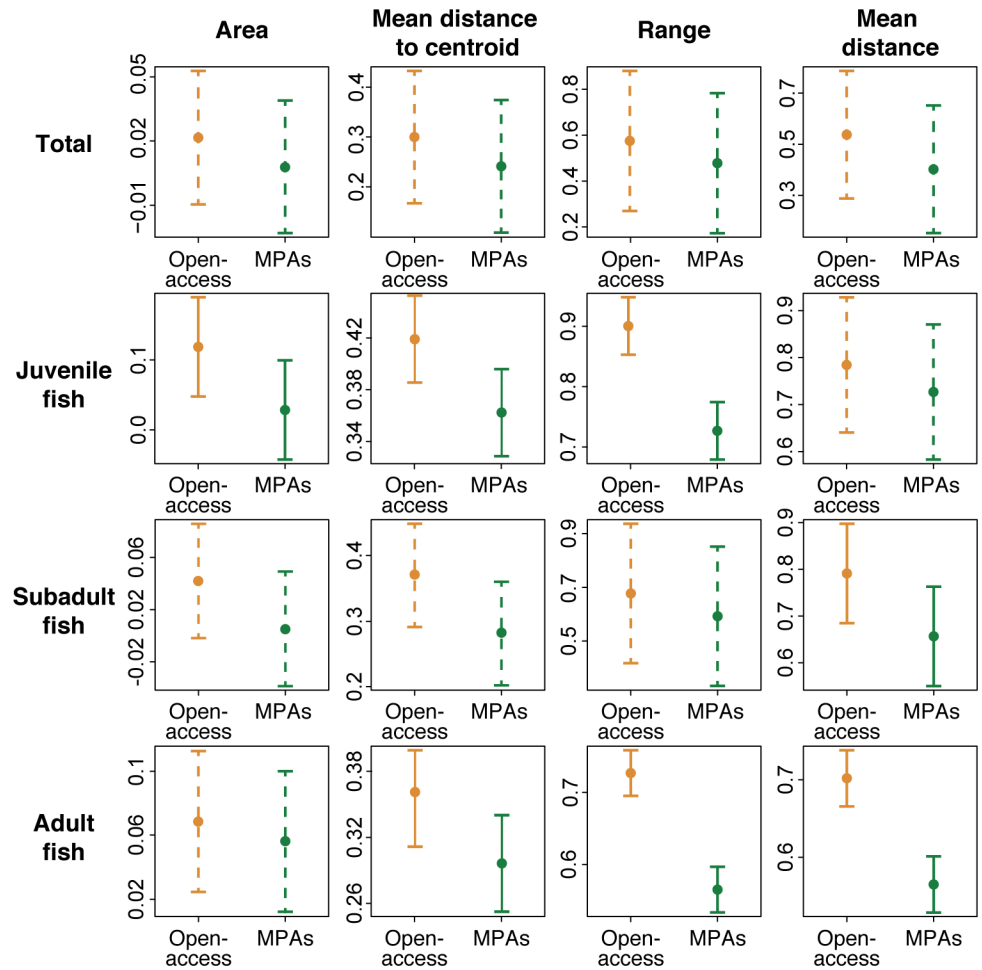 Area
Mean distance
to centroid
Range
Mean
distance
Total
0.05
0.02
−0.01
Open-
access
MPAs
0.4
0.3
0.2
Open-
access
MPAs
0.8
0.6
0.4
0.2
Open-
access
MPAs
0.7
0.5
0.3
Open-
access
MPAs
Juvenile
fish
0.1
0.0
Open-
access
MPAs
0.42
0.38
0.34
Open-
access
MPAs
0.9
0.8
0.7
Open-
access
MPAs
0.9
0.8
0.7
0.6
Open-
access
MPAs
Subadult
fish
0.06
0.02
-0.02
Open-
access
MPAs
0.4
0.3
0.2
Open-
access
MPAs
0.9
0.7
0.5
Open-
access
MPAs
0.9
0.8
0.7
0.6
Open-
access
MPAs
Adult
fish
0.1
0.06
0.02
Open-
access
MPAs
0.38
0.32
0.26
Open-
access
MPAs
0.7
0.6
Open-
access
MPAs
0.7
0.6
Open-
access
MPAs